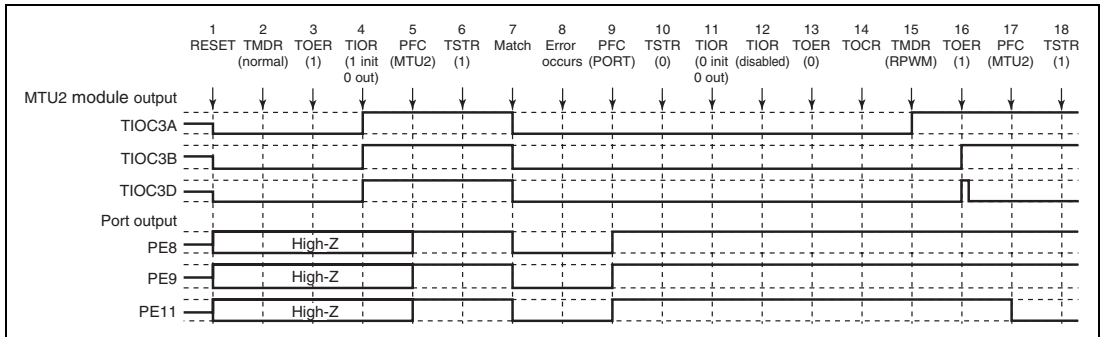 1 2 3 4 5 6 7 8 9 10 11 12 13 14 15 16 17 18
RESET TMDR TOER TIOR PFC TSTR Match Error PFC TSTR TIOR TIOR TOER TOCR TMDR TOER PFC TSTR
(normal) (1) (1 init (MTU2) (1) occurs (PORT) (0) (0 init (disabled) (0) (RPWM) (1) (MTU2) (1)
0 out) 0 out)
MTU2 module output
TIOC3A
TIOC3B
TIOC3D
Port output
PE8 High-Z
PE9 High-Z
PE11 High-Z